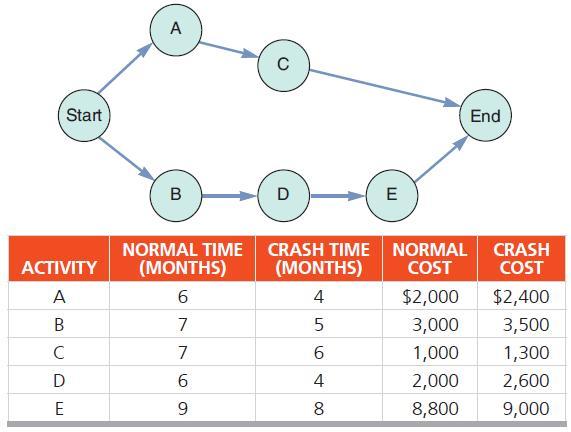 A
C
Start
End
B
D
E
ACTIVITY NORMAL TIME (MONTHS) CRASH TIME (MONTHS) NORMAL COST CRASH COST
A 6 4 $2,000 $2,400
B 7 5 3,000 3,500
C 7 6 1,000 1,300
D 6 4 2,000 2,600
E 9 8 8,800 9,000